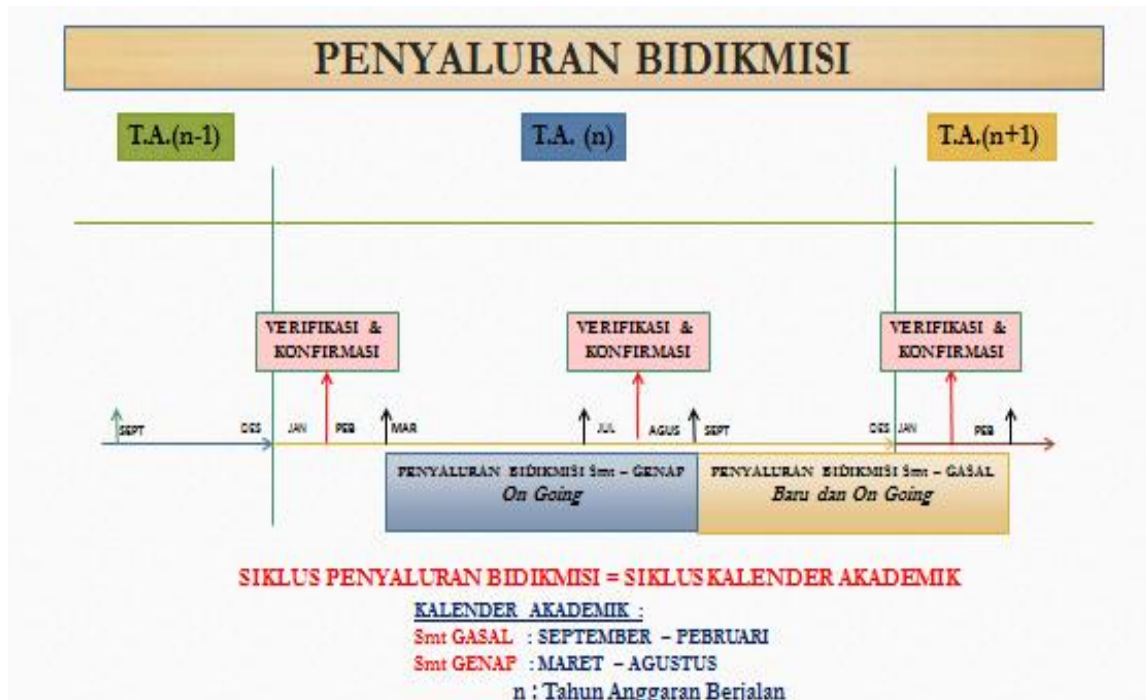 PENYALURAN BIDIKMISI
T.A.(n-1)
T.A. (n)
T.A.(n+1)
VERIFIKASI &
KONFIRMASI
VERIFIKASI &
KONFIRMASI
VERIFIKASI &
KONFIRMASI
SEPT
DES
JAN
PEB
MAR
JUL
AGUS
SEPT
DES
JAN
PEB
PENYALURAN BIDIKMISI Smt – GENAP
On Going
PENYALURAN BIDIKMISI Smt – GASAL
Baru dan On Going
SIKLUS PENYALURAN BIDIKMISI = SIKLUS KALENDER AKADEMIK
KALENDER AKADEMIK :
Smt GASAL : SEPTEMBER – PEBRUARI
Smt GENAP : MARET – AGUSTUS
n : Tahun Anggaran Berjalan